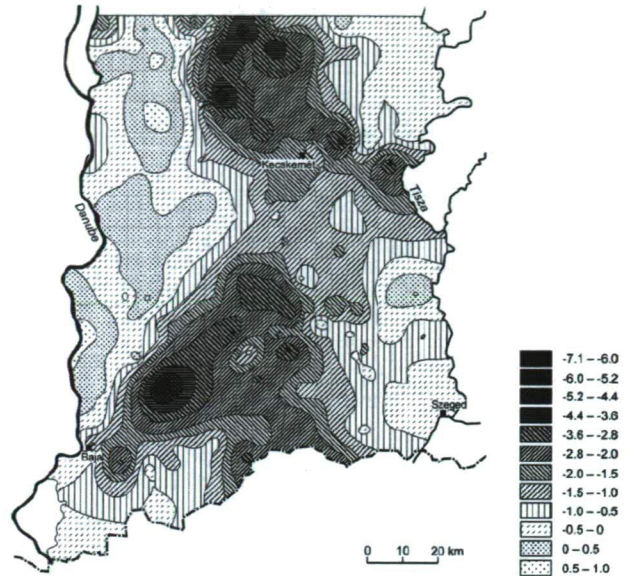 Kecskemét
Tisza
Danube
Szeged
Baja
-7.1 – -6.0
-6.0 – -5.2
-5.2 – -4.4
-4.4 – -3.6
-3.6 – -2.8
-2.8 – -2.0
-2.0 – -1.5
-1.5 – -1.0
-1.0 – -0.5
-0.5 – 0
0 – 0.5
0.5 – 1.0
0 10 20 km